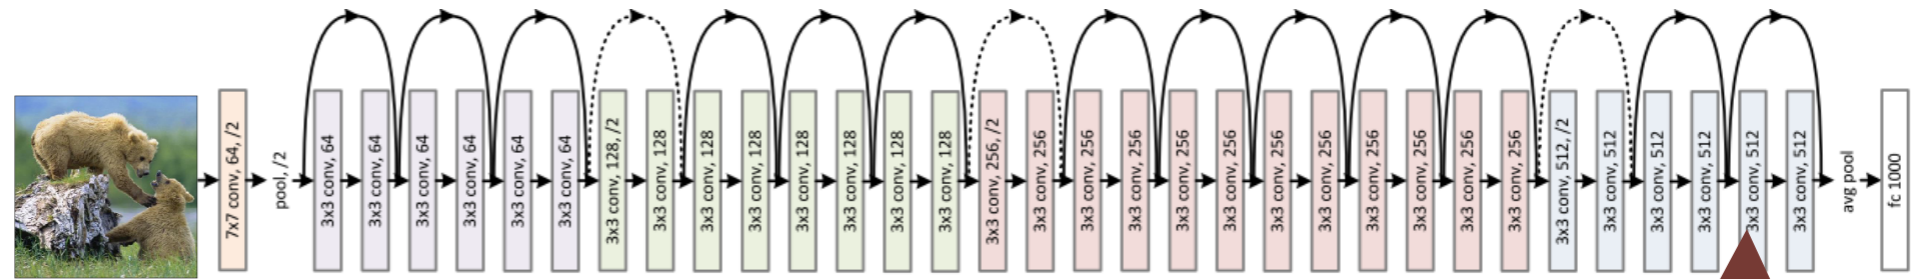 7x7 conv, 64, /2
pool, /2
3x3 conv, 64
3x3 conv, 64
3x3 conv, 64
3x3 conv, 64
3x3 conv, 64
3x3 conv, 64
3x3 conv, 128, /2
3x3 conv, 128
3x3 conv, 128
3x3 conv, 128
3x3 conv, 128
3x3 conv, 128
3x3 conv, 128
3x3 conv, 128
3x3 conv, 256, /2
3x3 conv, 256
3x3 conv, 256
3x3 conv, 256
3x3 conv, 256
3x3 conv, 256
3x3 conv, 256
3x3 conv, 256
3x3 conv, 256
3x3 conv, 256
3x3 conv, 256
3x3 conv, 256
3x3 conv, 512, /2
3x3 conv, 512
3x3 conv, 512
3x3 conv, 512
3x3 conv, 512
3x3 conv, 512
avg pool
fc 1000